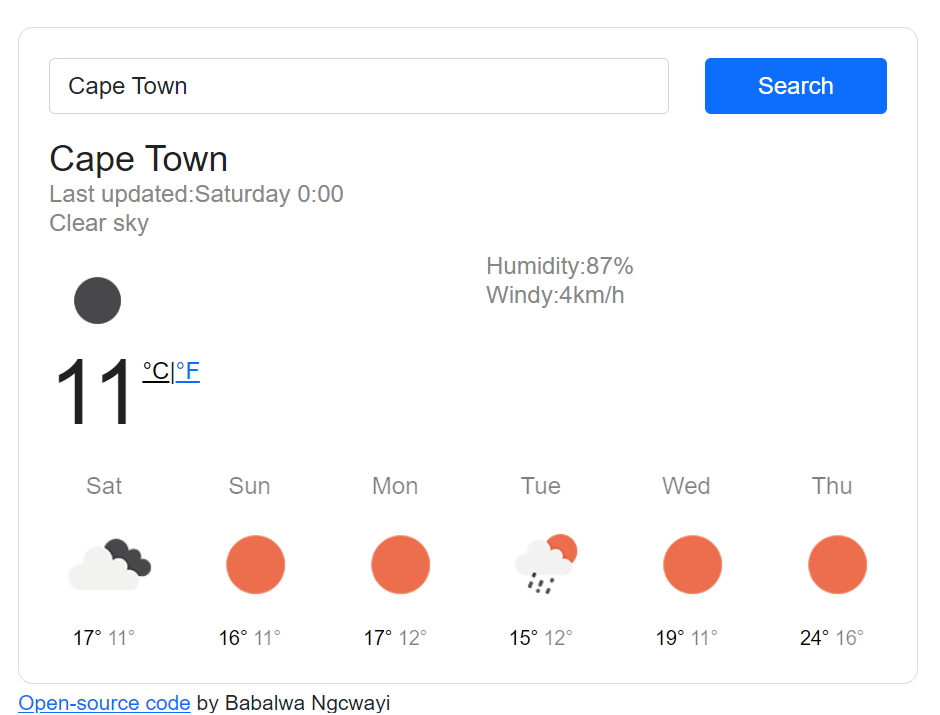 Cape Town
Search
Cape Town
Last updated:Saturday 0:00
Clear sky
Humidity:87%
Windy:4km/h
11 °C|°F
Sat Sun Mon Tue Wed Thu
17° 11° 16° 11° 17° 12° 15° 12° 19° 11° 24° 16°
Open-source code by Babalwa Ngcwayi